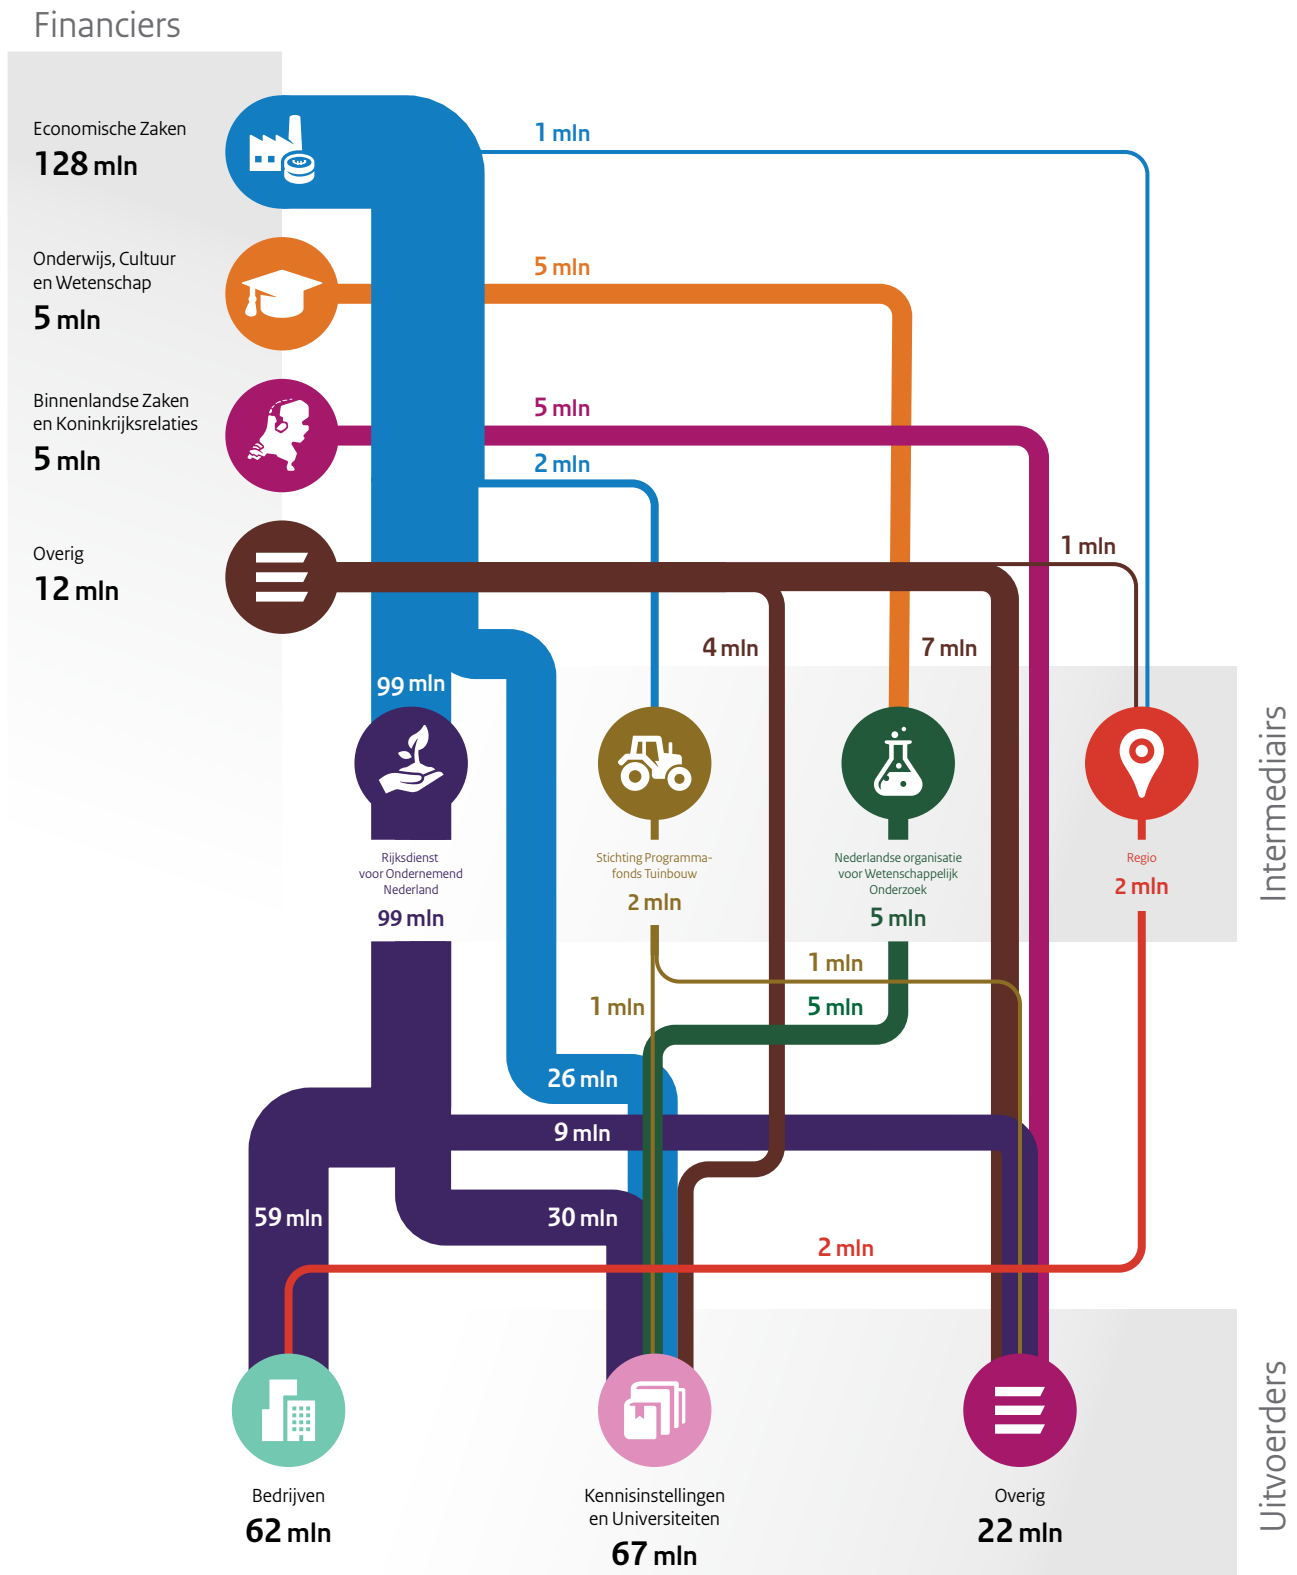 Financiers
Economische Zaken
128 mln
1 mln
Onderwijs, Cultuur
en Wetenschap
5 mln
5 mln
Binnenlandse Zaken
en Koninkrijksrelaties
5 mln
5 mln
2 mln
Overig
12 mln
1 mln
4 mln
7 mln
99 mln
Intermediairs
Rijksdienst
voor Ondernemend
Nederland
99 mln
Stichting Programma-
fonds Tuinbouw
2 mln
Nederlandse organisatie
voor Wetenschappelijk
Onderzoek
5 mln
Regio
2 mln
1 mln
1 mln
5 mln
26 mln
9 mln
59 mln
30 mln
2 mln
Uitvoerders
Bedrijven
62 mln
Kennisinstellingen
en Universiteiten
67 mln
Overig
22 mln